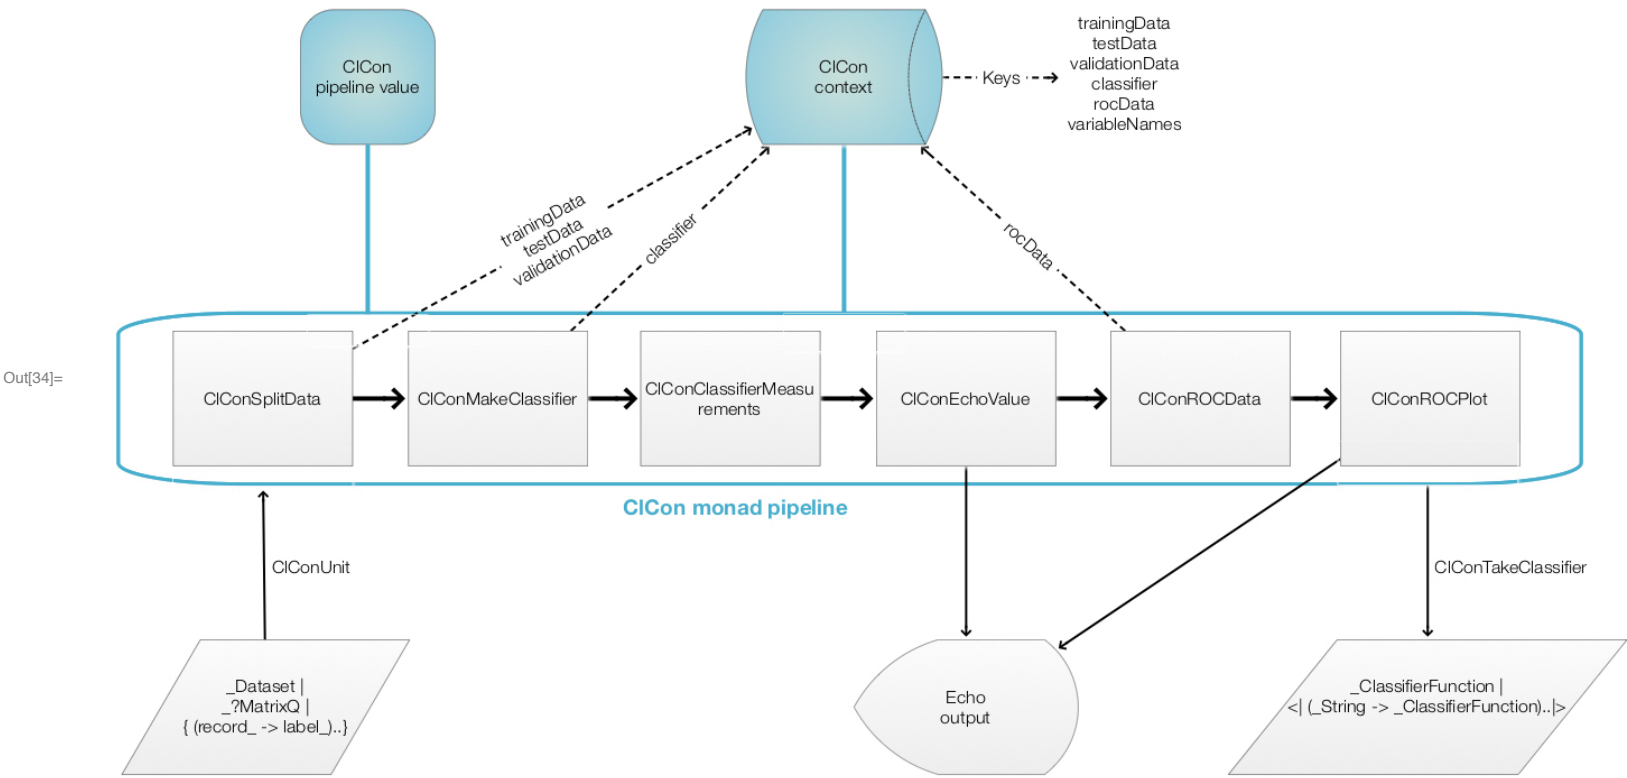 ClCon
pipeline value
ClCon
context
Keys
trainingData
testData
validationData
classifier
rocData
variableNames
trainingData
testData
validationData
classifier
rocData
Out[34]=
ClConSplitData
ClConMakeClassifier
ClConClassifierMeasu
rements
ClConEchoValue
ClConROCData
ClConROCPlot
ClCon monad pipeline
ClConUnit
ClConTakeClassifier
_Dataset |
_?MatrixQ |
{ (record_ -> label_)..}
Echo
output
_ClassifierFunction |
<| (_String -> _ClassifierFunction)..|>